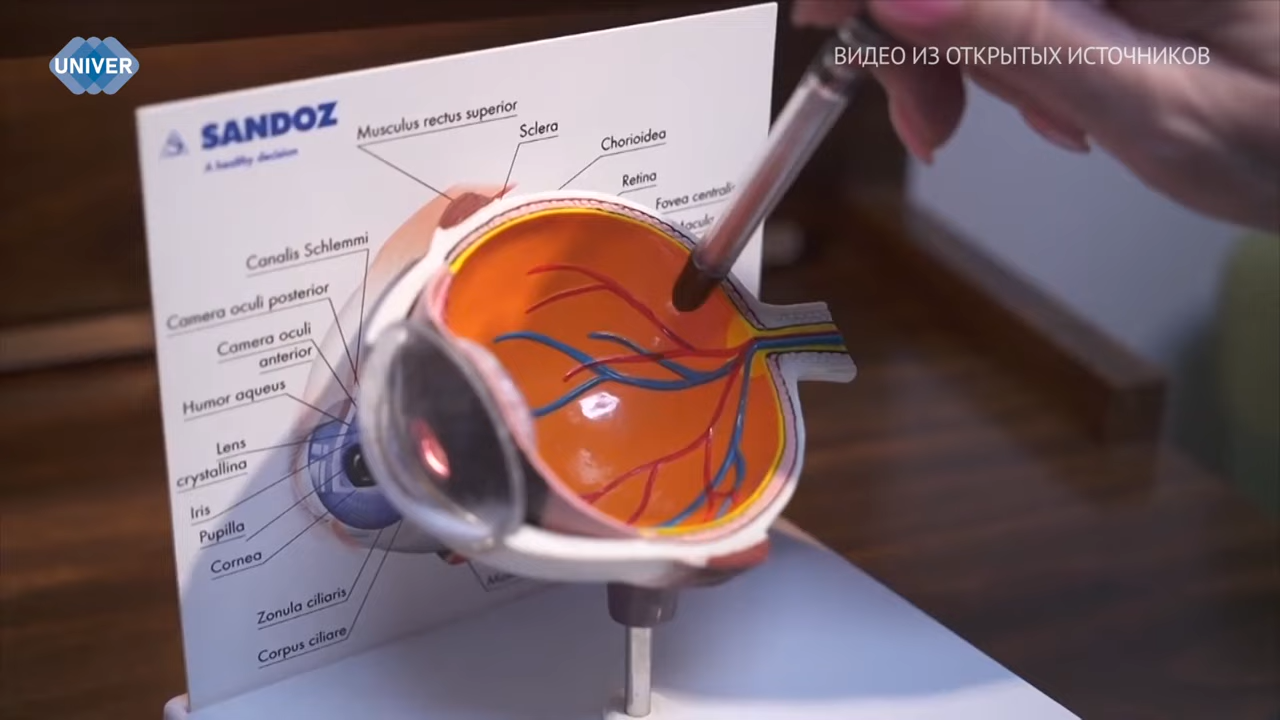 UNIVER
ВИДЕО ИЗ ОТКРЫТЫХ ИСТОЧНИКОВ
SANDOZ
A healthy decision
Musculus rectus superior
Sclera
Chorioidea
Retina
Fovea
Canalis Schlemmi
Camera oculi posterior
Camera oculi
anterior
Humor aqueus
Lens
crystallina
Iris
Pupilla
Cornea
Zonula ciliaris
Corpus ciliare